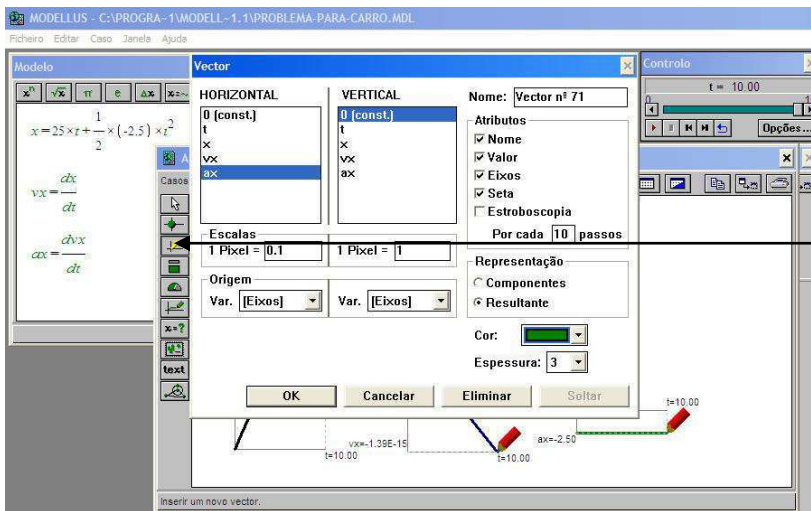 MODELLUS - C:\PROGRA~1\MODELL~1.1\PROBLEMA-PARA-CARRO.MDL
Ficheiro Editar Caso Janela Ajuda
Modelo
xⁿ √x π e Δx
x = 25 × t + 1/2 × (-2.5) × t²
vx = dx/dt
ax = dvx/dt
Vector
HORIZONTAL
0 (const.)
t
x
vx
ax
VERTICAL
0 (const.)
t
x
vx
ax
Escalas
1 Pixel = 0.1
1 Pixel = 1
Origem
Var. [Eixos]
Var. [Eixos]
Nome: Vector nº 71
Atributos
Nome
Valor
Eixos
Seta
Estroboscopia
Por cada 10 passos
Representação
Componentes
Resultante
Cor:
Espessura: 3
OK Cancelar Eliminar Soltar
Controlo
t = 10.00
0
Opções...
A
Casos
x=?
text
vx=-1.39E-15
t=10.00
t=10.00
ax=-2.50
t=10.00
Inserir um novo vector.